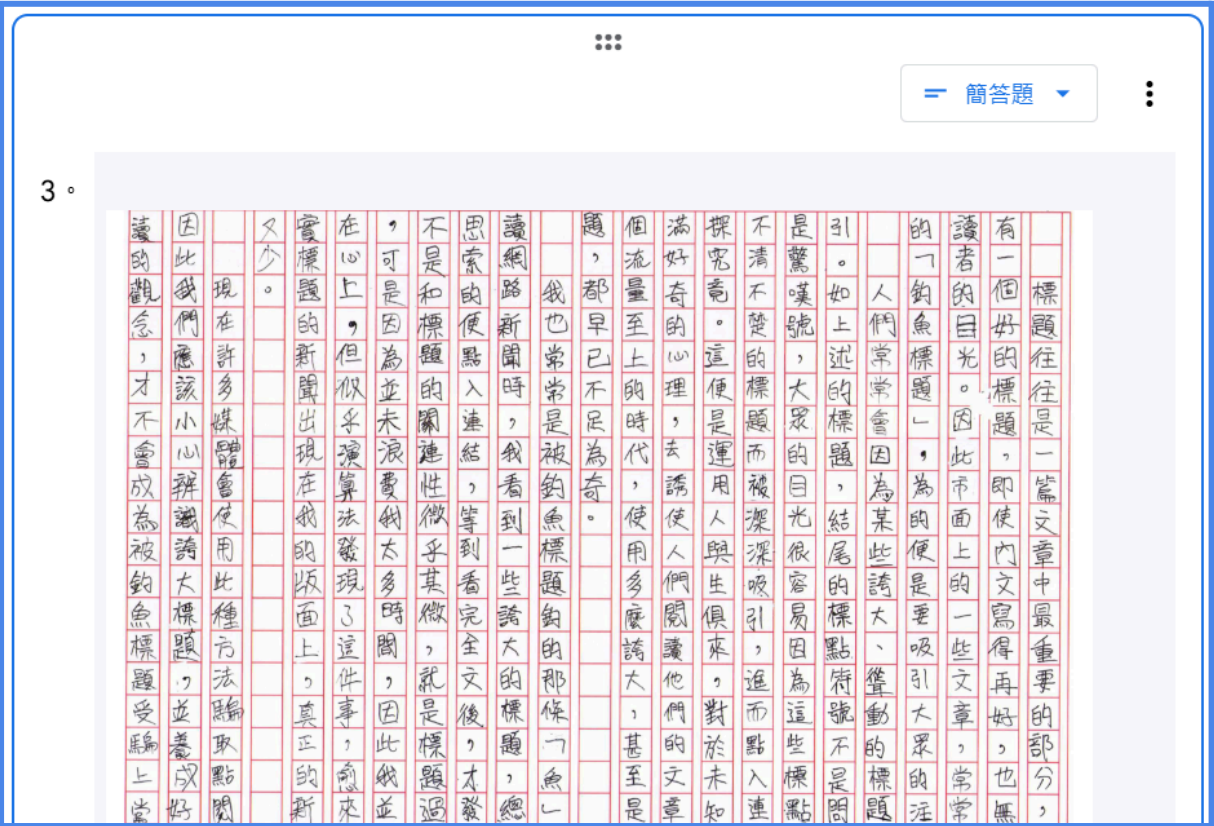 簡答題
3。
標題往往是一篇文章中最重要的部分，
有一個好的標題，即使內文寫得再好，也無
讀者的目光。因此市面上的一些文章，常常
的「釣魚標題」，為的便是要吸引大眾的注
人們常常會因為某些誇大、聳動的標題
引。如上述的標題，結尾的標點符號不是問
是驚嘆號，大眾的目光很容易因為這些標點
不清不楚的標題而被深深吸引，進而點入連
探究竟。這便是運用人與生俱來，對於未知
滿好奇的心理，去誘使人們閱讀他們的文章
個流量至上的時代，使用多麼誇大，甚至是
題，都早已不足為奇。
我也常常是被釣魚標題釣的那條「魚」
讀網路新聞時，我看到一些誇大的標題，總
思索的便點入連結，等到看完全文後，才發
不是和標題的關連性微乎其微，就是標題過
，可是因為並未浪費我太多時間，因此我並
在心上，但似乎演算法發現了這件事，愈來
實標題的新聞出現在我的版面上，真正的新
又少。
現在許多媒體會使用此種方法騙取點閱
因此我們應該小心辨識誇大標題，並養成好
讀的觀念，才不會成為被釣魚標題受騙上當